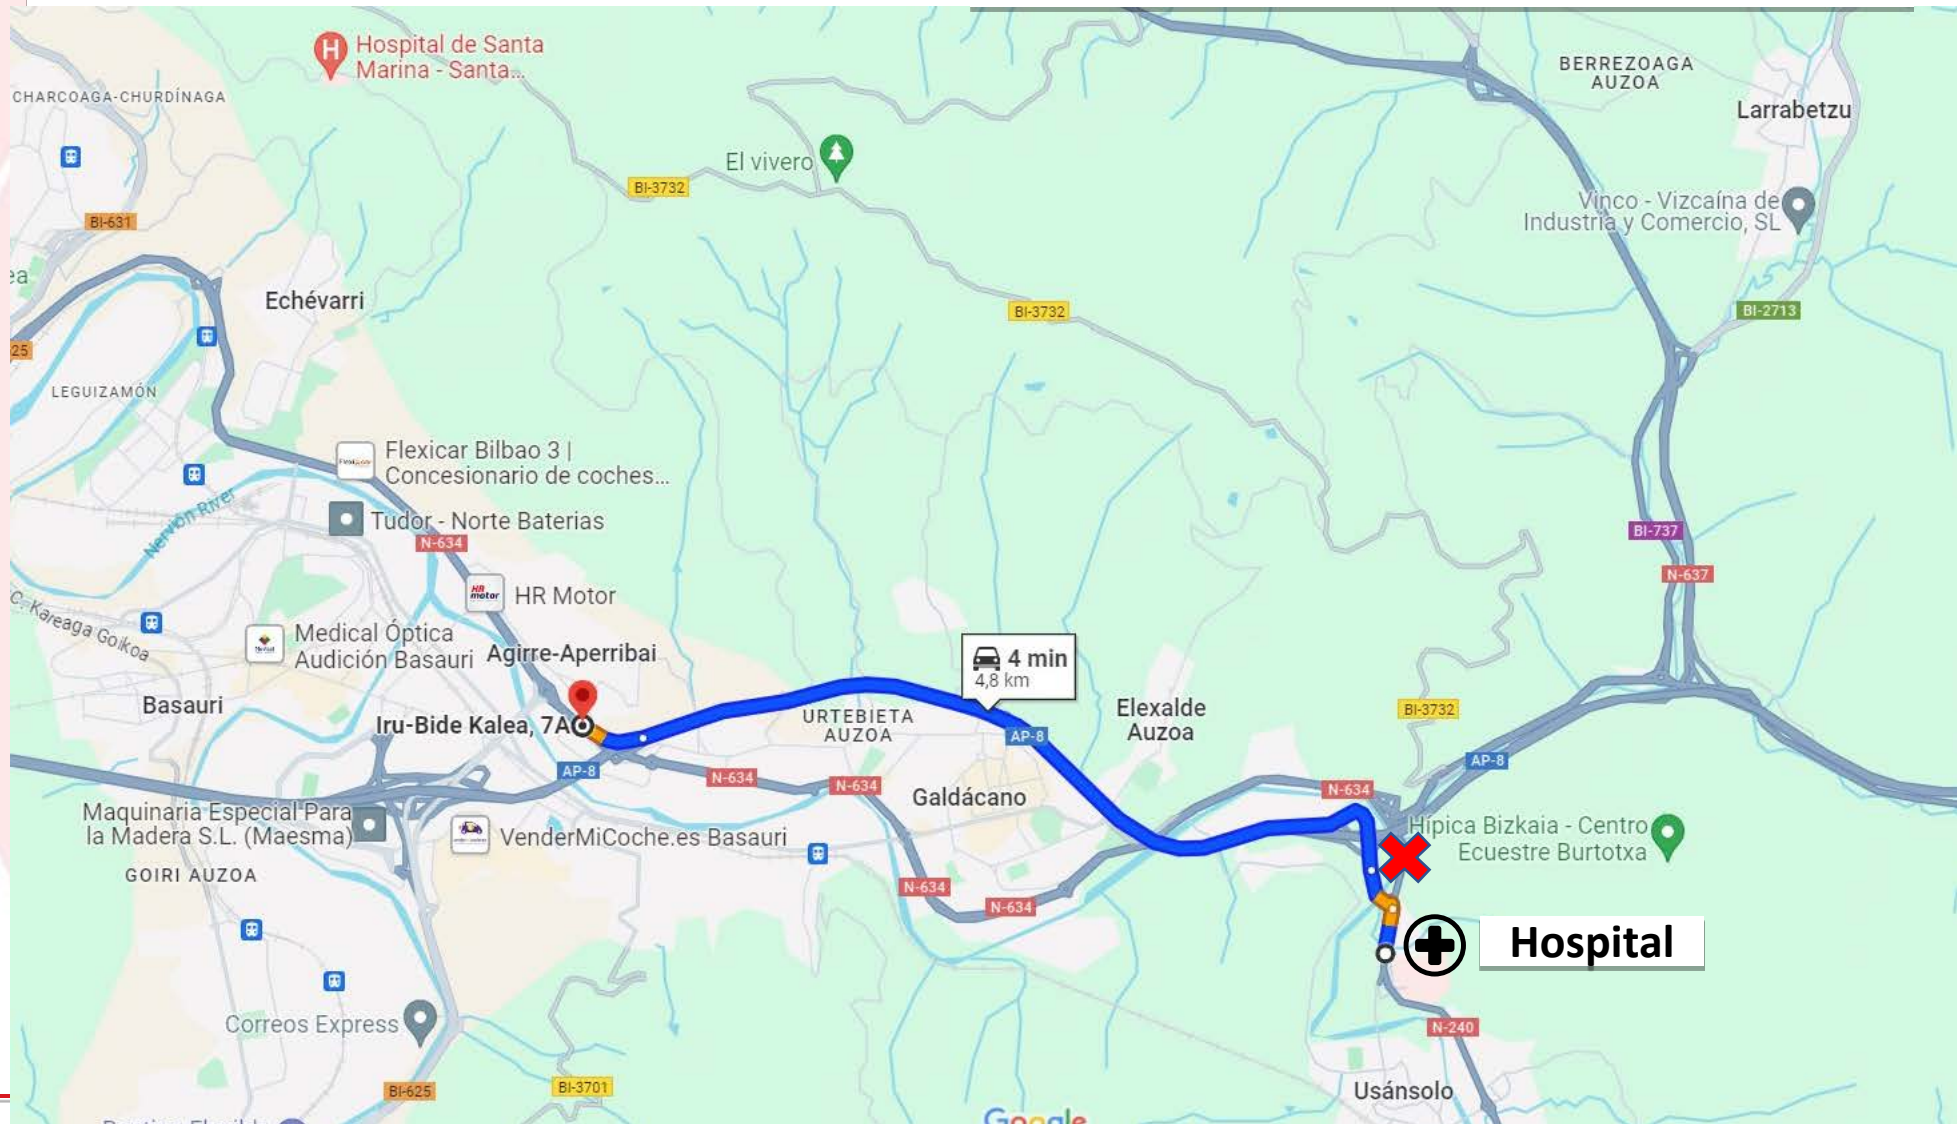 Hospital de Santa
Marina - Santa...
BERREZOAGA
AUZOA
CHARCOAGA-CHURDÍNAGA
Larrabetzu
El vivero
BI-3732
Vinco - Vizcaína de
Industria y Comercio, SL
BI-631
ea
Echévarri
BI-3732
BI-2713
25
LEGUIZAMÓN
Flexicar Bilbao 3 |
Concesionario de coches...
Nervión River
Tudor - Norte Baterias
N-634
BI-737
N-637
HR
motor
HR Motor
C. Kareaga Goikoa
Medical Óptica
Audición Basauri
Agirre-Aperribai
4 min
4,8 km
Basauri
Iru-Bide Kalea, 7A
URTEBIETA
AUZOA
Elexalde
Auzoa
BI-3732
AP-8
AP-8
AP-8
N-634
N-634
N-634
Galdácano
Maquinaria Especial Para
la Madera S.L. (Maesma)
VenderMiCoche.es Basauri
Hípica Bizkaia - Centro
Ecuestre Burtotxa
GOIRI AUZOA
N-634
N-634
Hospital
Correos Express
N-240
BI-625
BI-3701
Usánsolo
Google